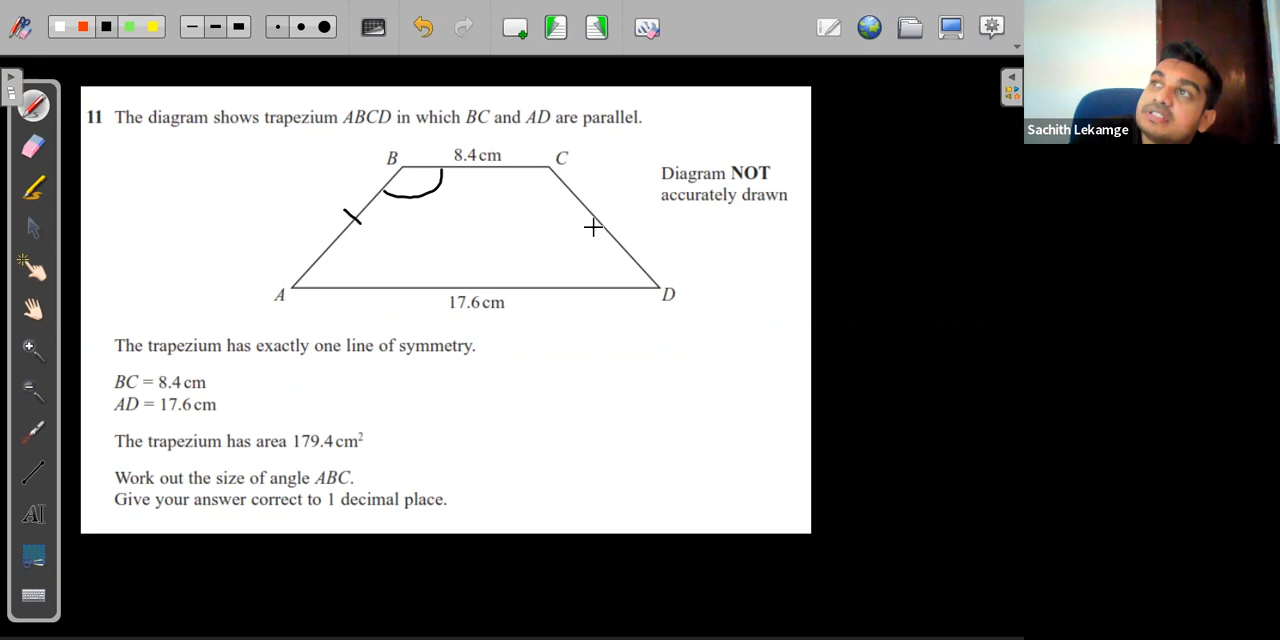 Sachith Lekamge
11 The diagram shows trapezium ABCD in which BC and AD are parallel.
B 8.4 cm C
Diagram NOT
accurately drawn
A 17.6 cm D
The trapezium has exactly one line of symmetry.
BC = 8.4 cm
AD = 17.6 cm
The trapezium has area 179.4 cm²
Work out the size of angle ABC.
Give your answer correct to 1 decimal place.
AI